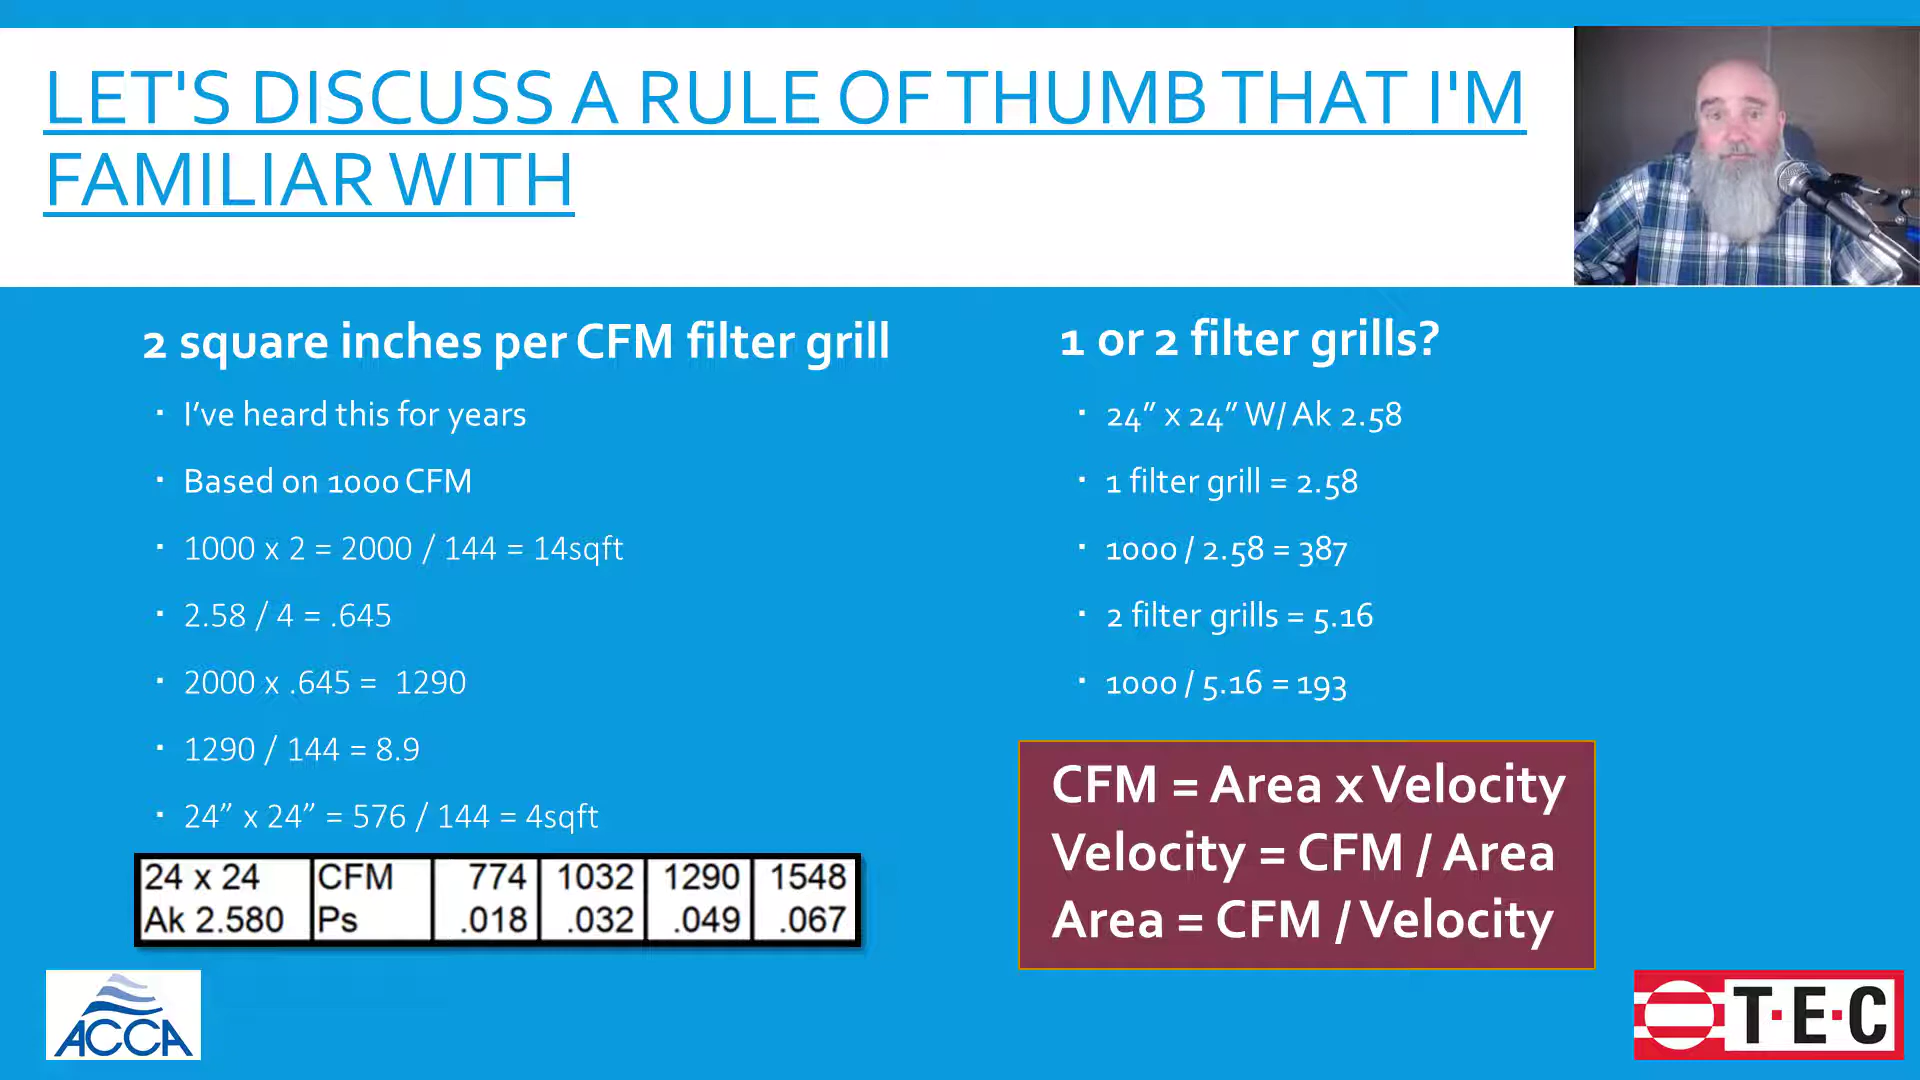 LET'S DISCUSS A RULE OF THUMB THAT I'M
FAMILIAR WITH
2 square inches per CFM filter grill
I've heard this for years
Based on 1000 CFM
1000 x 2 = 2000 / 144 = 14sqft
2.58 / 4 = .645
2000 x .645 = 1290
1290 / 144 = 8.9
24" x 24" = 576 / 144 = 4sqft
24 x 24 CFM 774 1032 1290 1548
Ak 2.580 Ps .018 .032 .049 .067
1 or 2 filter grills?
24" x 24" W/ Ak 2.58
1 filter grill = 2.58
1000 / 2.58 = 387
2 filter grills = 5.16
1000 / 5.16 = 193
CFM = Area x Velocity
Velocity = CFM / Area
Area = CFM / Velocity
ACCA
T·E·C